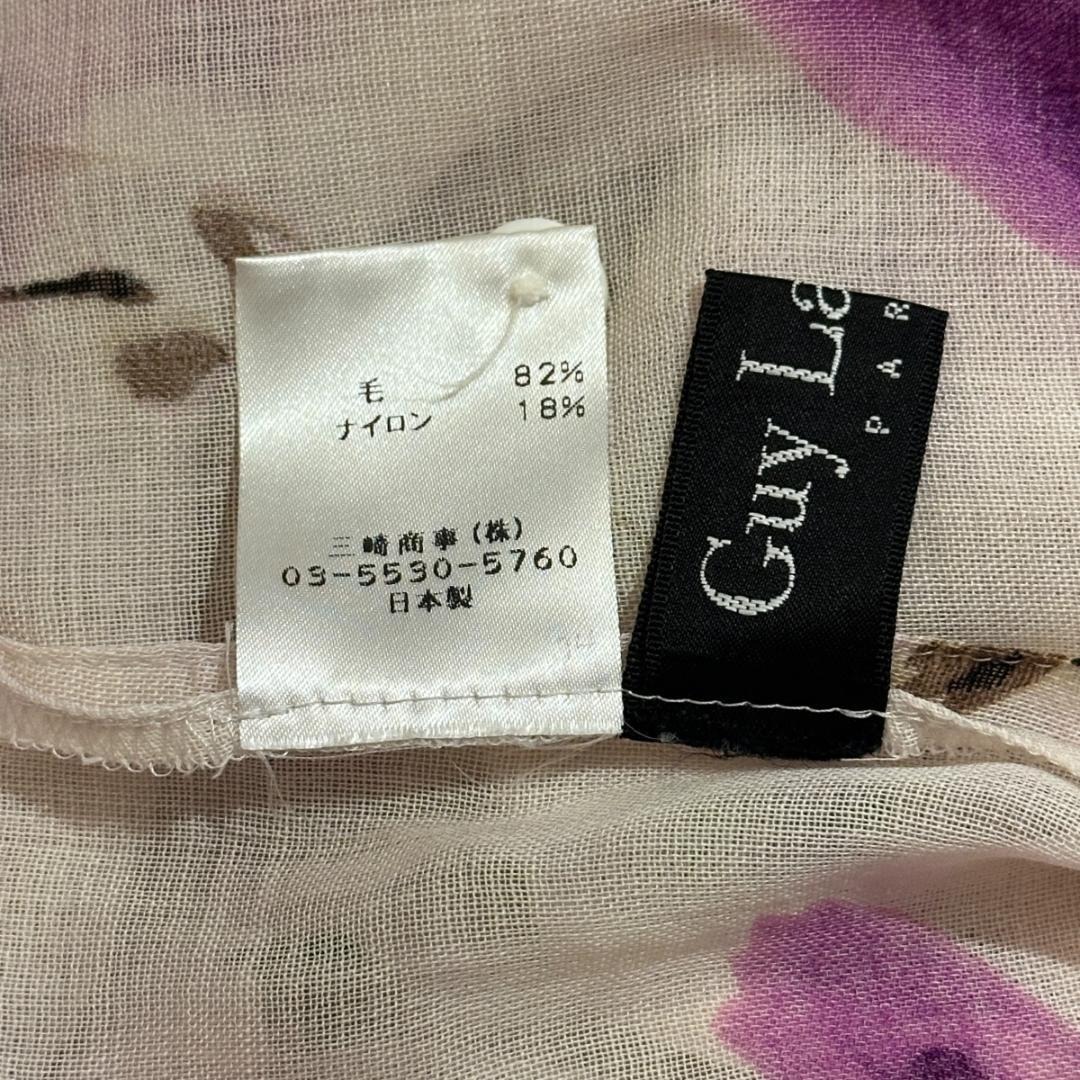 毛 82%
ナイロン 18%
三崎商事(株)
03-5530-5760
日本製
Guy La
PAR